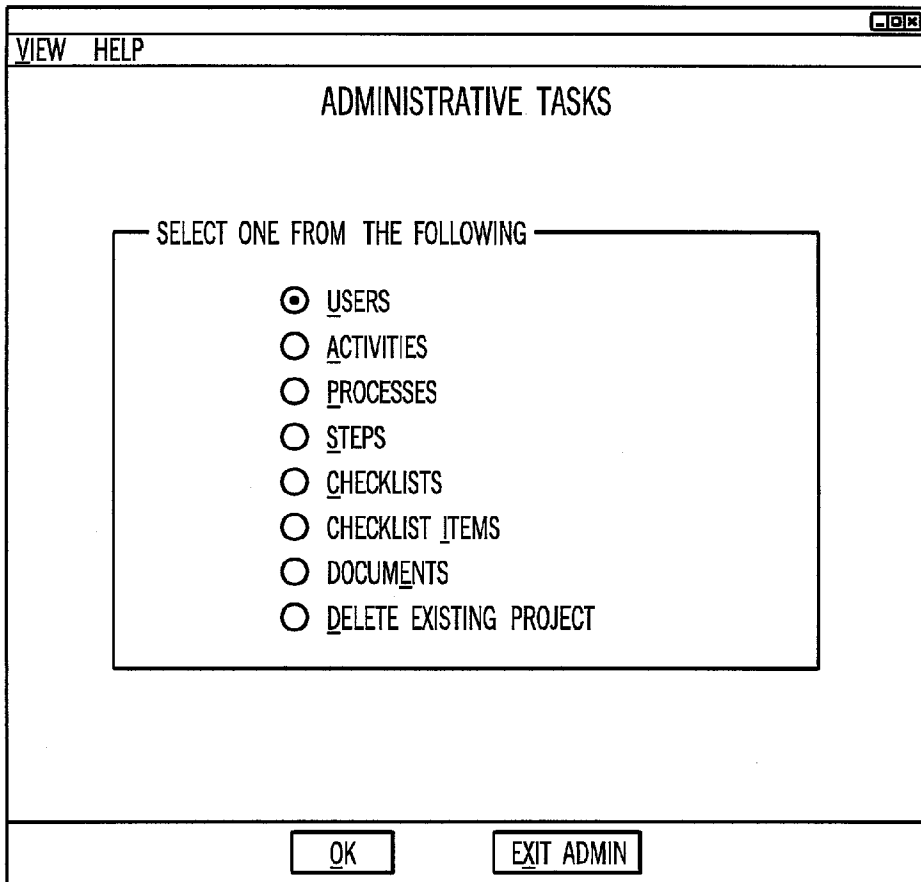 VIEW HELP
ADMINISTRATIVE TASKS
SELECT ONE FROM THE FOLLOWING
USERS
ACTIVITIES
PROCESSES
STEPS
CHECKLISTS
CHECKLIST ITEMS
DOCUMENTS
DELETE EXISTING PROJECT
OK EXIT ADMIN